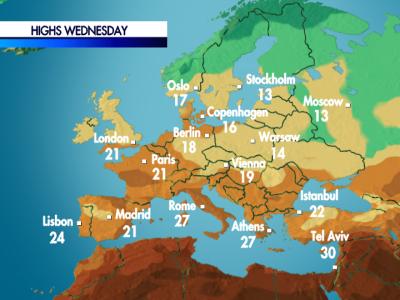 HIGHS WEDNESDAY
Oslo
17
Stockholm
13
Moscow
13
Copenhagen
16
Berlin
18
Warsaw
14
London
21
Paris
21
Vienna
19
Lisbon
24
Madrid
21
Rome
27
Athens
27
Istanbul
22
Tel Aviv
30